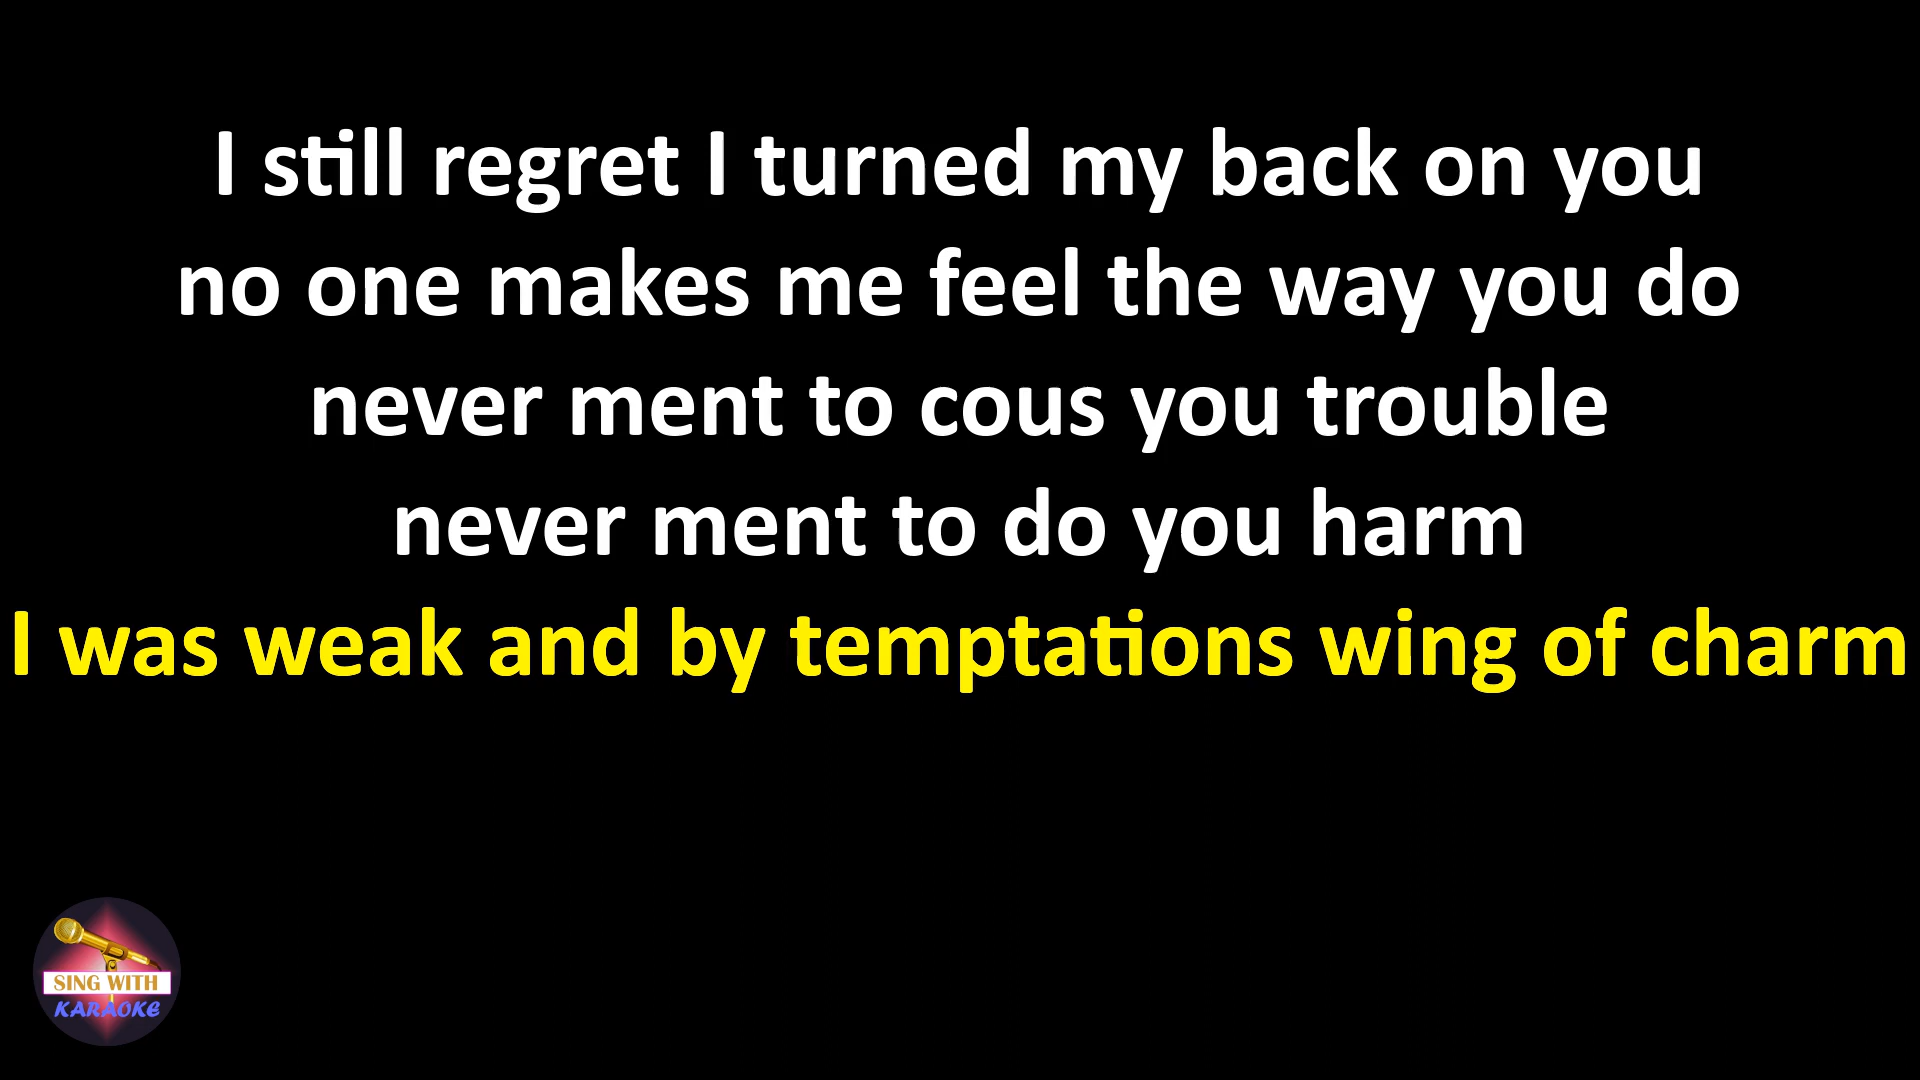 I still regret I turned my back on you
no one makes me feel the way you do
never ment to cous you trouble
never ment to do you harm
I was weak and by temptations wing of charm
SING WITH
KARAOKE